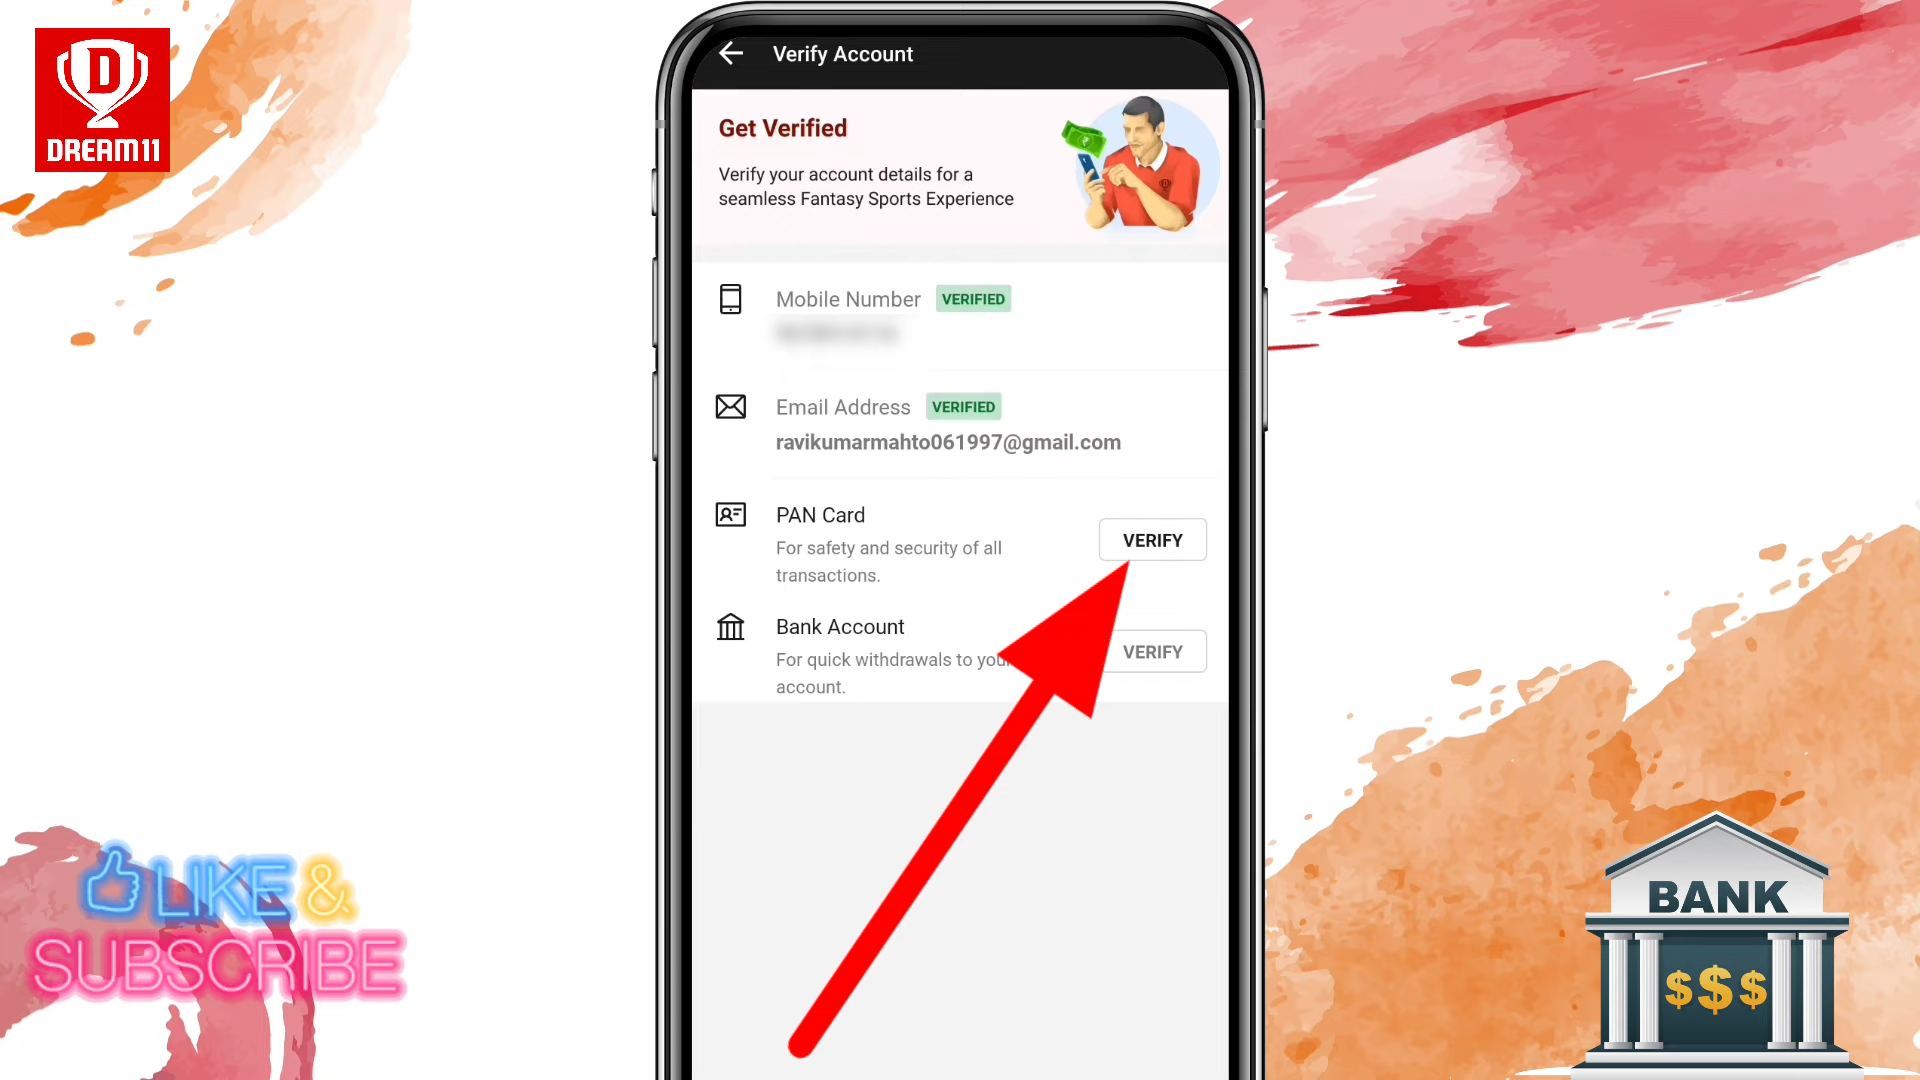 DREAM11
Verify Account
Get Verified
Verify your account details for a
seamless Fantasy Sports Experience
Mobile Number VERIFIED
Email Address VERIFIED
ravikumarmahto061997@gmail.com
PAN Card
For safety and security of all
transactions.
VERIFY
Bank Account
For quick withdrawals to your
account.
VERIFY
LIKE &
SUBSCRIBE
BANK
$$$